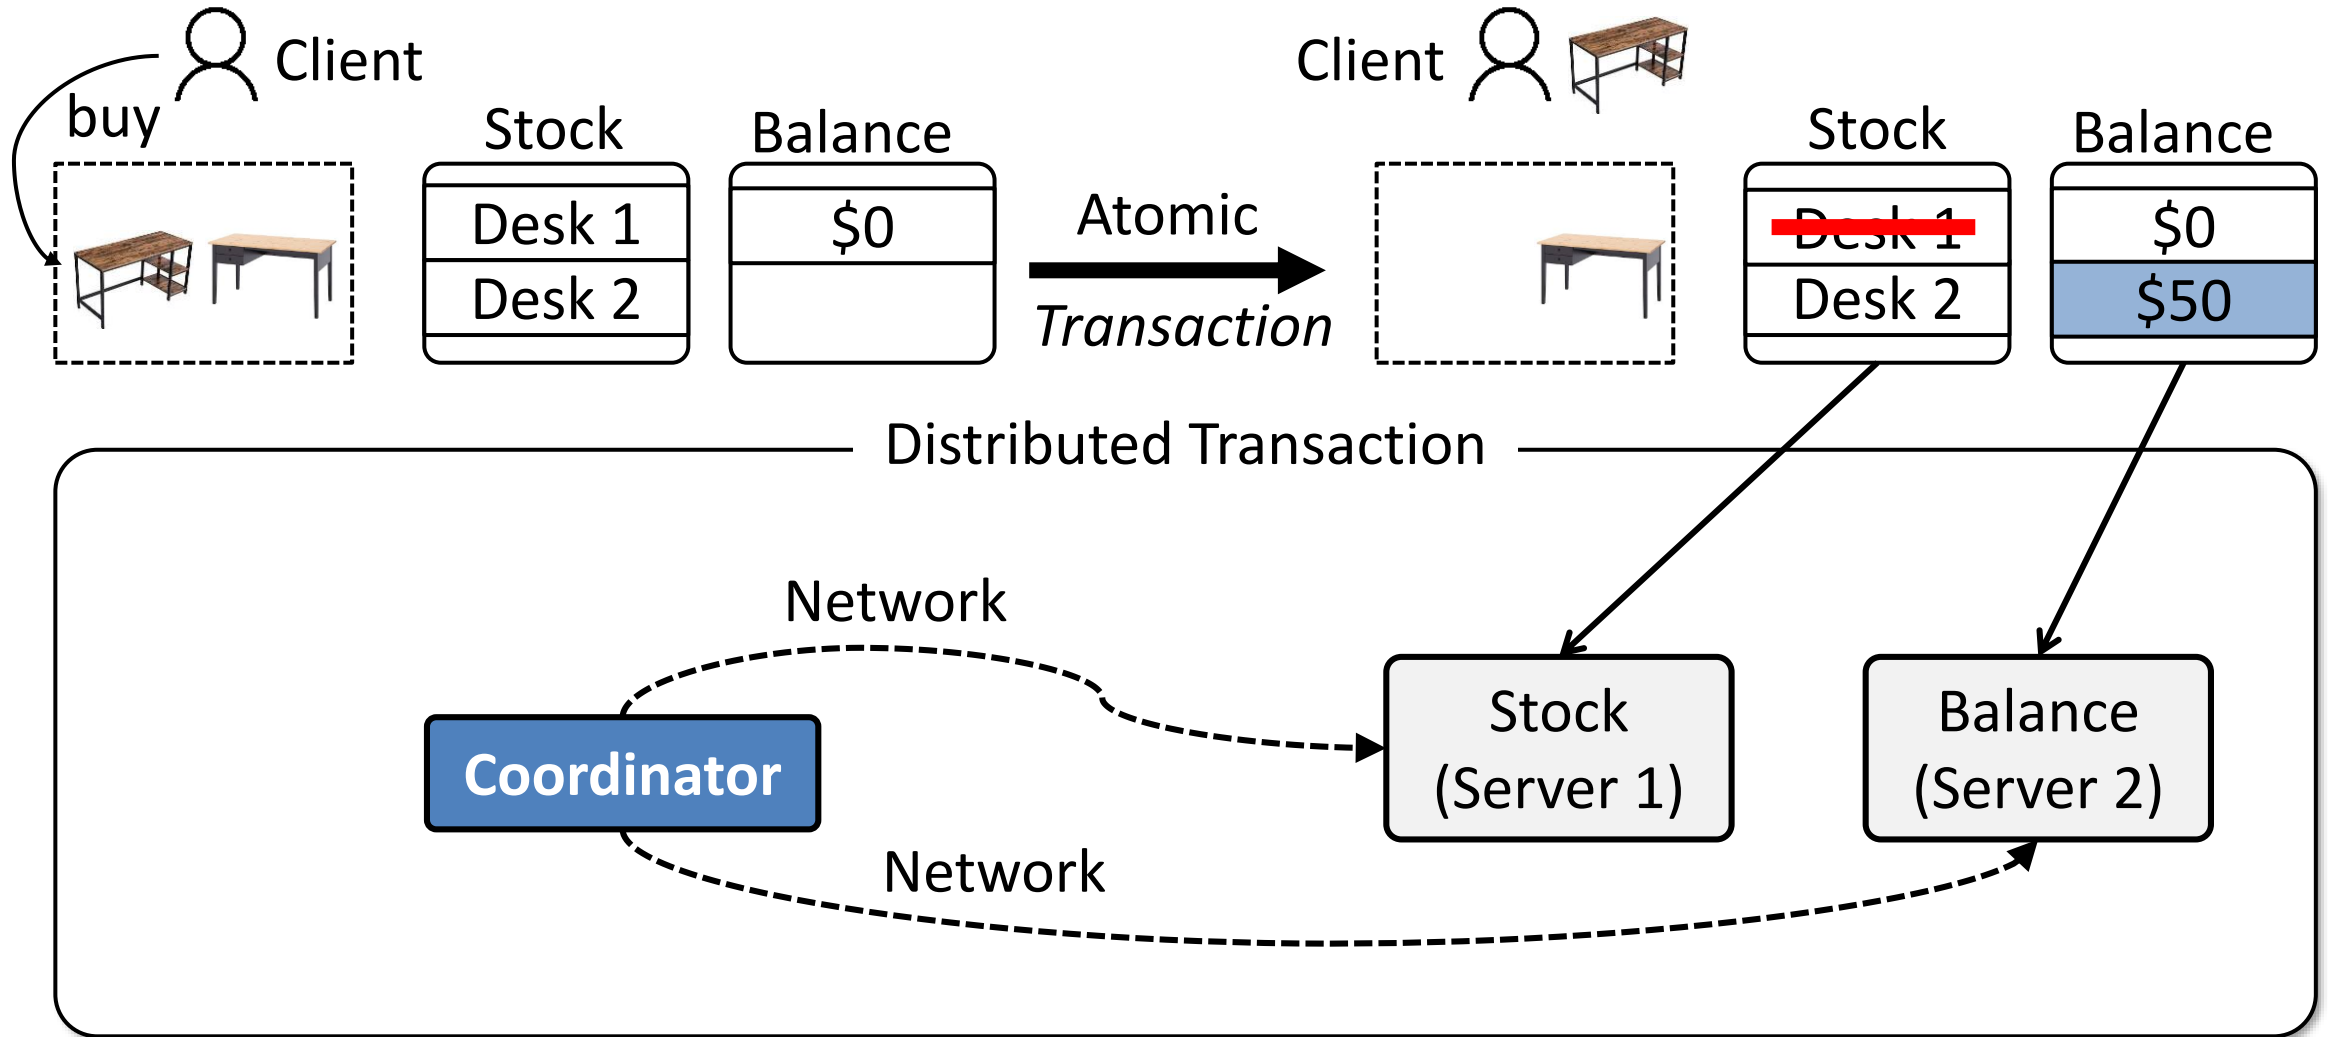 Client
buy
Stock
Balance
Desk 1
Desk 2
$0
Atomic
Transaction
Client
Stock
Balance
Desk 1
Desk 2
$0
$50
Distributed Transaction
Network
Coordinator
Network
Stock
(Server 1)
Balance
(Server 2)